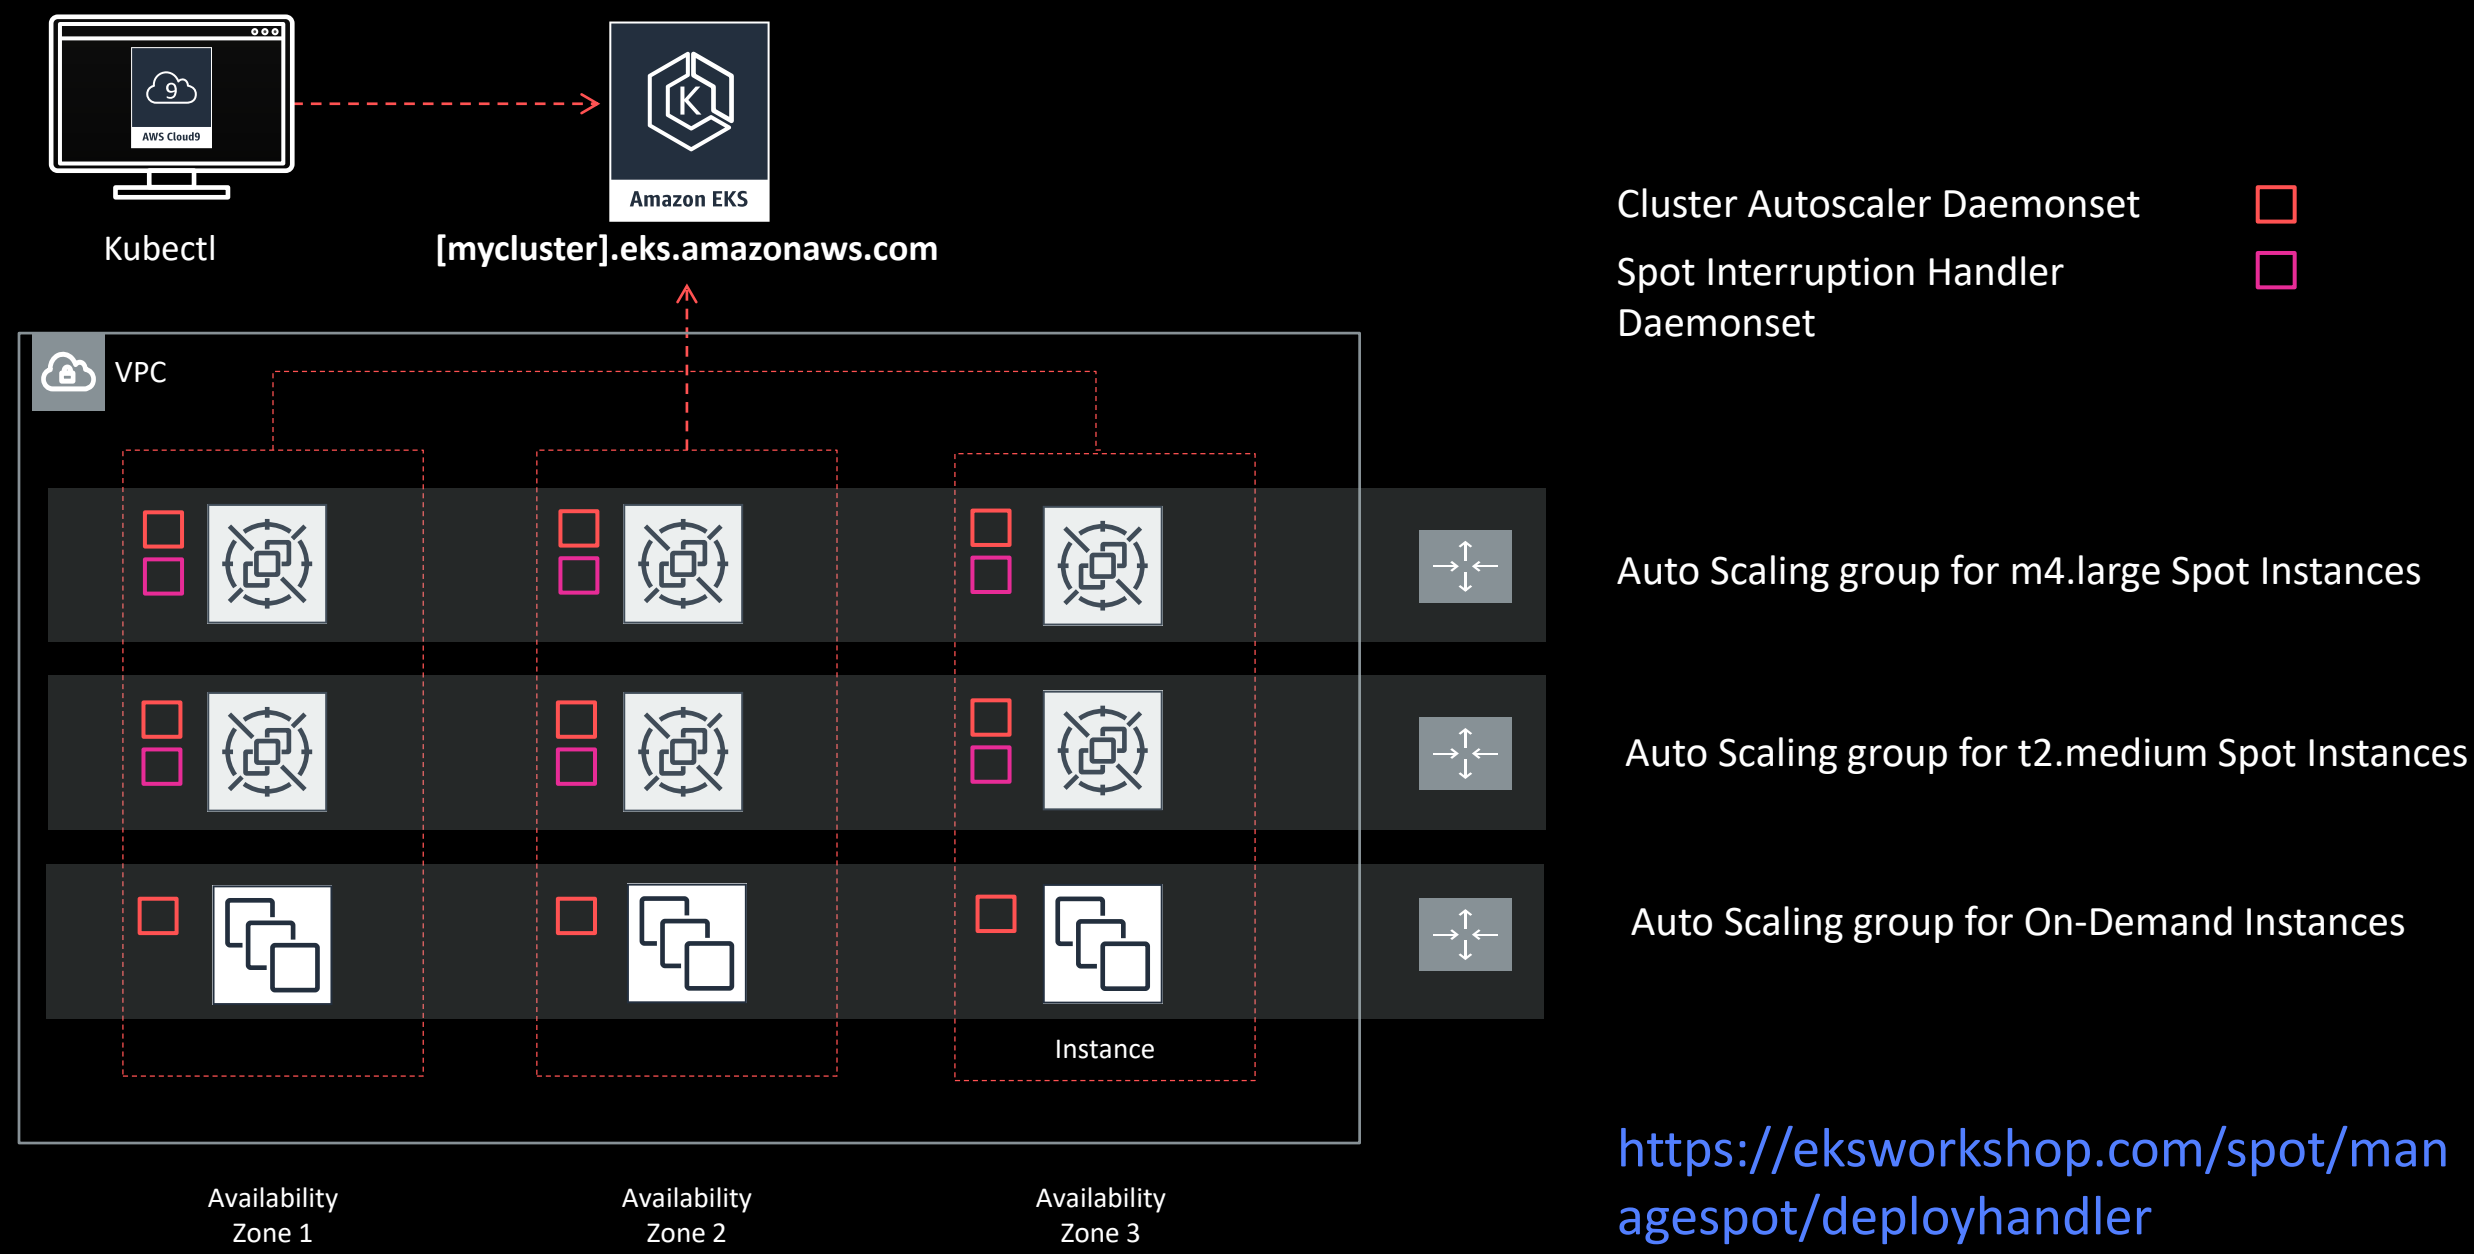 9
AWS Cloud9
Kubectl
K
Amazon EKS
[mycluster].eks.amazonaws.com
Cluster Autoscaler Daemonset
Spot Interruption Handler
Daemonset
VPC
Auto Scaling group for m4.large Spot Instances
Auto Scaling group for t2.medium Spot Instances
Auto Scaling group for On-Demand Instances
Instance
Availability
Zone 1
Availability
Zone 2
Availability
Zone 3
https://eksworkshop.com/spot/man
agespot/deployhandler